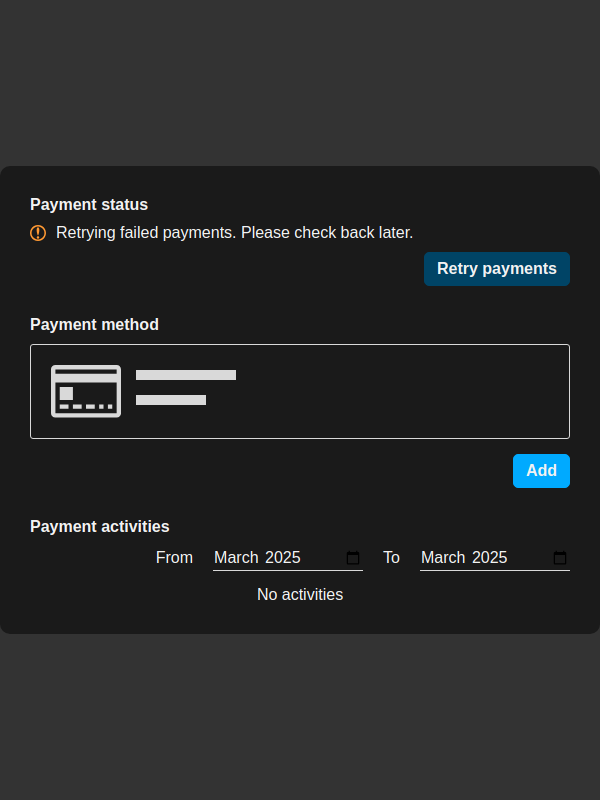 Payment status
Retrying failed payments. Please check back later.
Retry payments
Payment method
Add
Payment activities
From March 2025 To March 2025
No activities